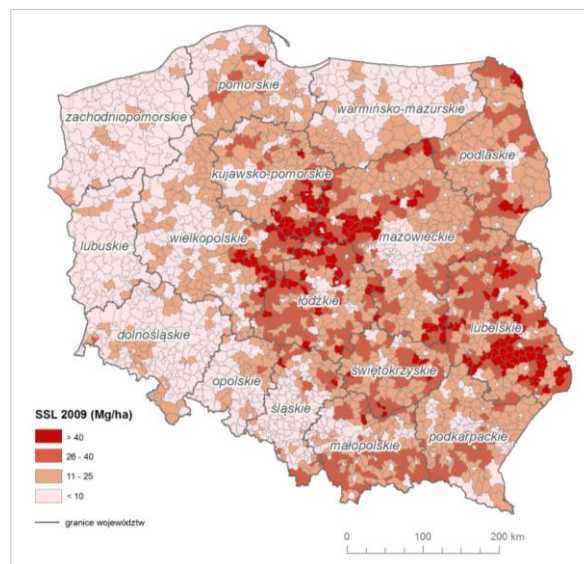 pomorskie
zachodniopomorskie
warmińsko-mazurskie
podlaskie
kujawsko-pomorskie
lubuskie
wielkopolskie
mazowieckie
łódzkie
dolnośląskie
lubelskie
opolskie
świętokrzyskie
śląskie
małopolskie
podkarpackie
SSL 2009 (Mg/ha)
> 40
26 - 40
11 - 25
< 10
granice województw
0 100 200 km